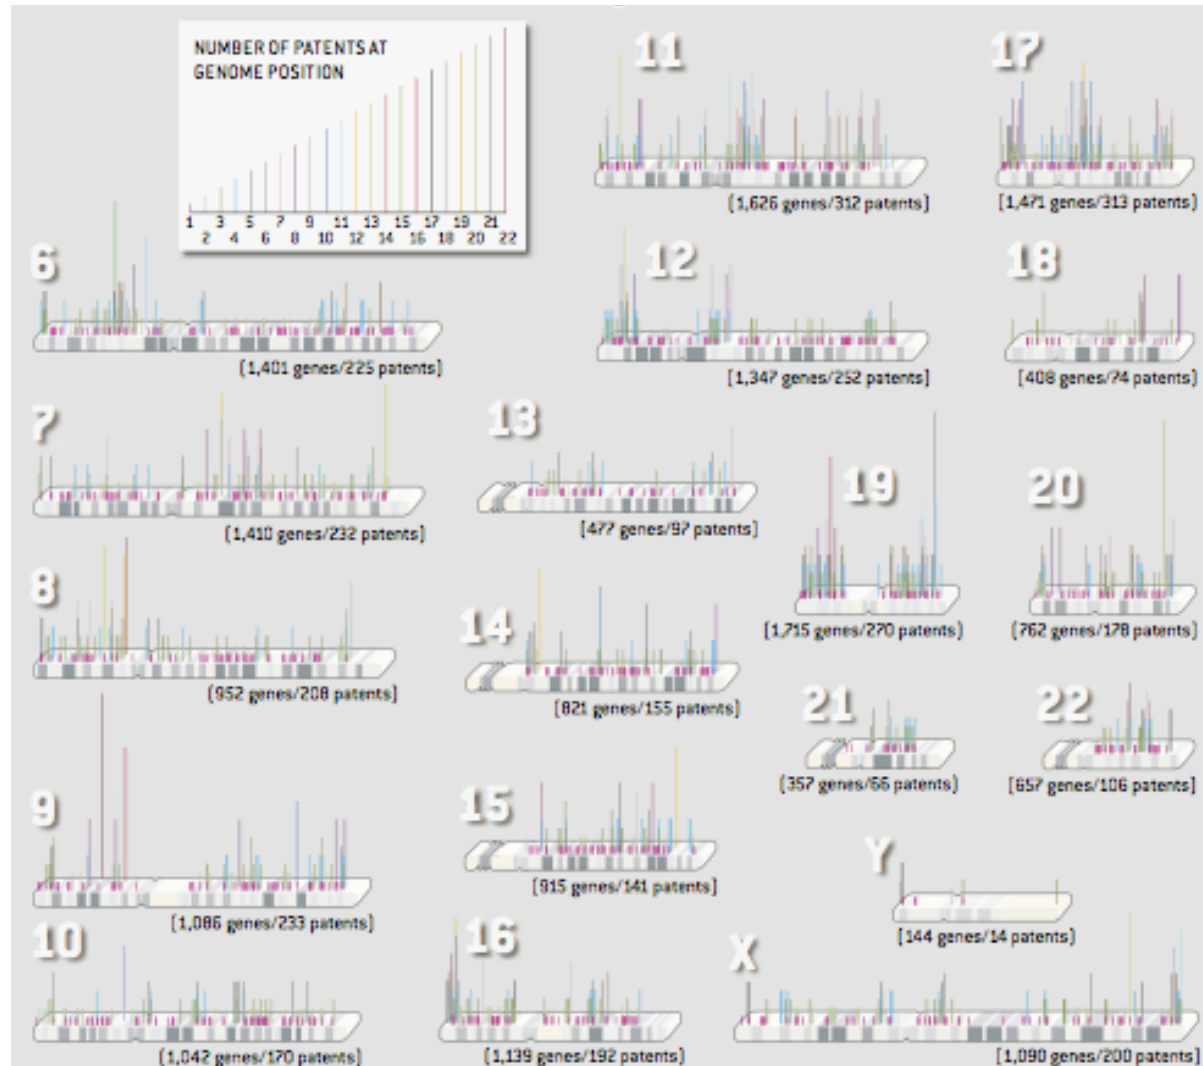 NUMBER OF PATENTS AT
GENOME POSITION
1 3 5 7 9 11 13 15 17 19 21
2 4 6 8 10 12 14 16 18 20 22
6
[1,401 genes/225 patents]
7
[1,410 genes/232 patents]
8
[952 genes/208 patents]
9
[1,086 genes/233 patents]
10
[1,042 genes/170 patents]
11
[1,626 genes/312 patents]
12
[1,347 genes/252 patents]
13
[477 genes/97 patents]
14
[821 genes/155 patents]
15
[915 genes/141 patents]
16
[1,139 genes/192 patents]
17
[1,471 genes/313 patents]
18
[408 genes/74 patents]
19
[1,715 genes/270 patents]
20
[762 genes/178 patents]
21
[357 genes/66 patents]
22
[657 genes/106 patents]
Y
[144 genes/14 patents]
X
[1,090 genes/200 patents]